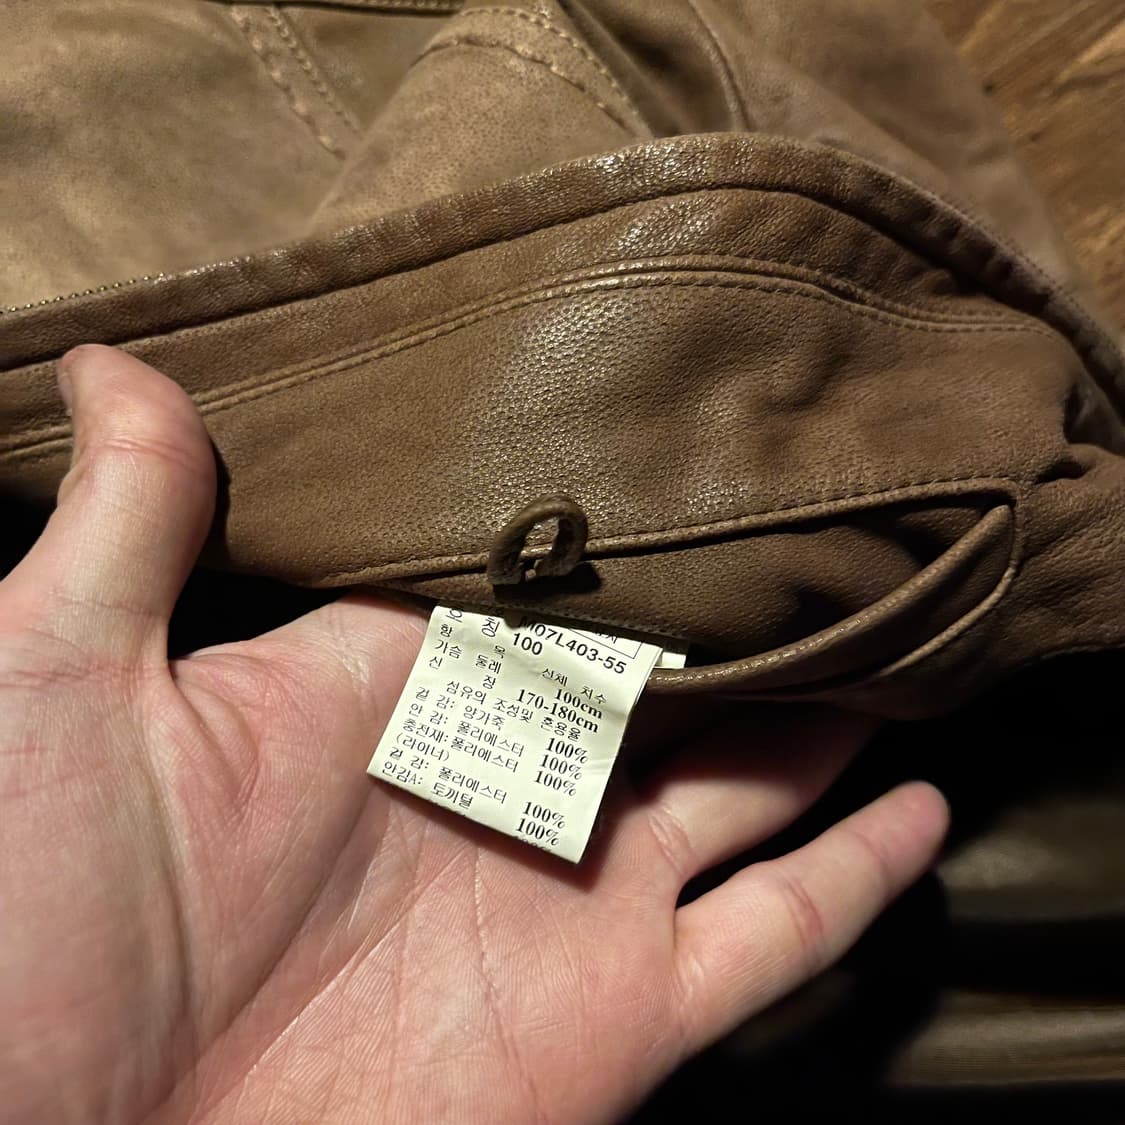 M07L403-55
호 칭 100
항 목 신체 치수
가슴 둘레 100cm
신 장 170-180cm
섬유의 조성및 혼용율
겉 감: 양가죽 100%
안 감: 폴리에스터 100%
충전재: 폴리에스터 100%
(라이너)
겉 감: 폴리에스터 100%
안감A: 토끼털 100%